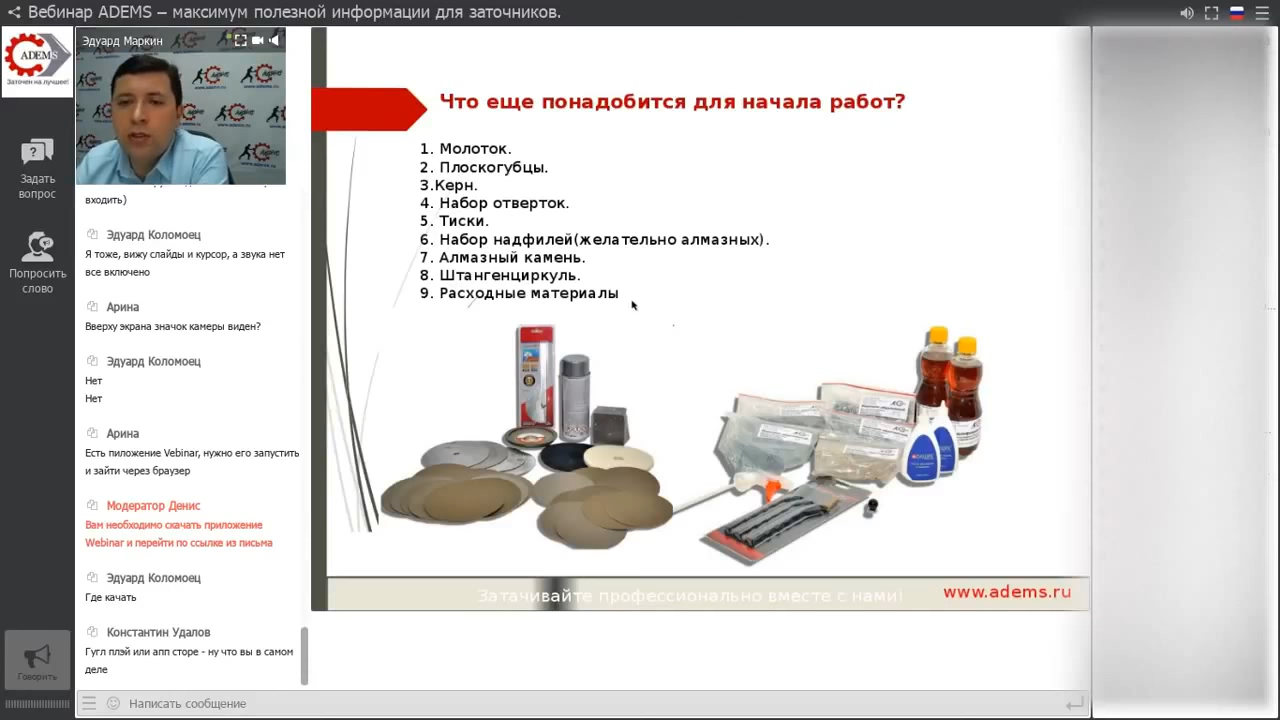 Вебинар ADEMS – максимум полезной информации для заточников.
ADEMS
Заточен на лучшее!
Эдуард Маркин
Задать
вопрос
Попросить
слово
Говорить
входить)
Эдуард Коломоец
Я тоже, вижу слайды и курсор, а звука нет
все включено
Арина
Вверху экрана значок камеры виден?
Эдуард Коломоец
Нет
Нет
Арина
Есть пиложение Vebinar, нужно его запустить
и зайти через браузер
Модератор Денис
Вам необходимо скачать приложение
Webinar и перейти по ссылке из письма
Эдуард Коломоец
Где качать
Константин Удалов
Гугл плэй или апп сторе - ну что вы в самом
деле
Написать сообщение
Что еще понадобится для начала работ?
1. Молоток.
2. Плоскогубцы.
3.Керн.
4. Набор отверток.
5. Тиски.
6. Набор надфилей(желательно алмазных).
7. Алмазный камень.
8. Штангенциркуль.
9. Расходные материалы
Затачивайте профессионально вместе с нами!
www.adems.ru